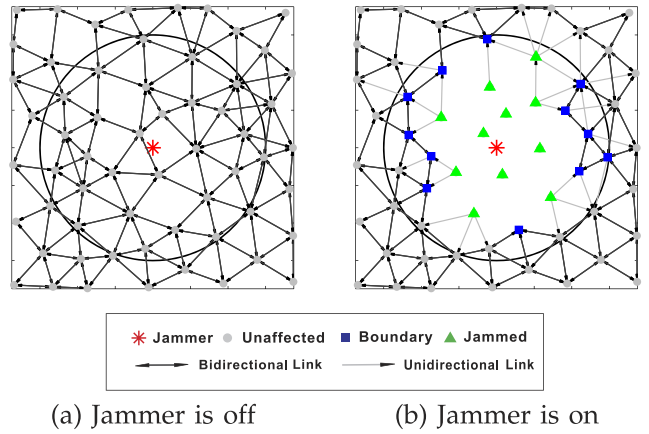 Jammer Unaffected Boundary Jammed
Bidirectional Link Unidirectional Link
(a) Jammer is off (b) Jammer is on